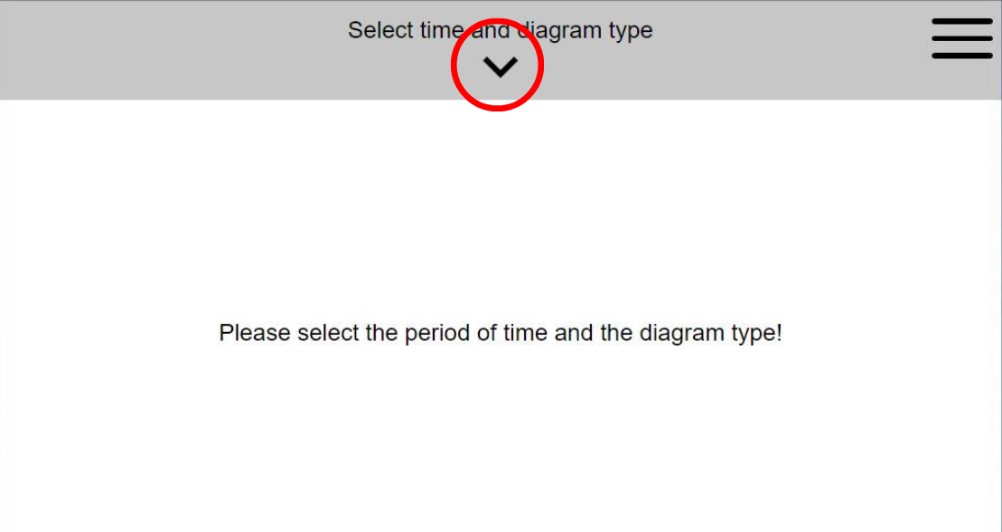 Select time and diagram type
Please select the period of time and the diagram type!